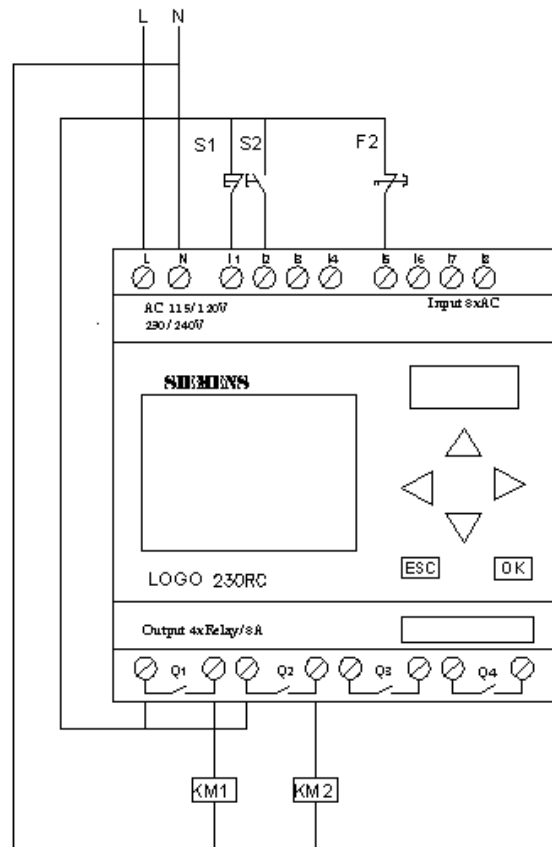 L N
S1 S2 F2
L N I1 I2 I3 I4 I5 I6 I7 I8
AC 115/120V Input 8xAC
230/240V
SIEMENS
ESC OK
LOGO 230RC
Output 4xRelay/8A
Q1 Q2 Q3 Q4
KM1 KM2